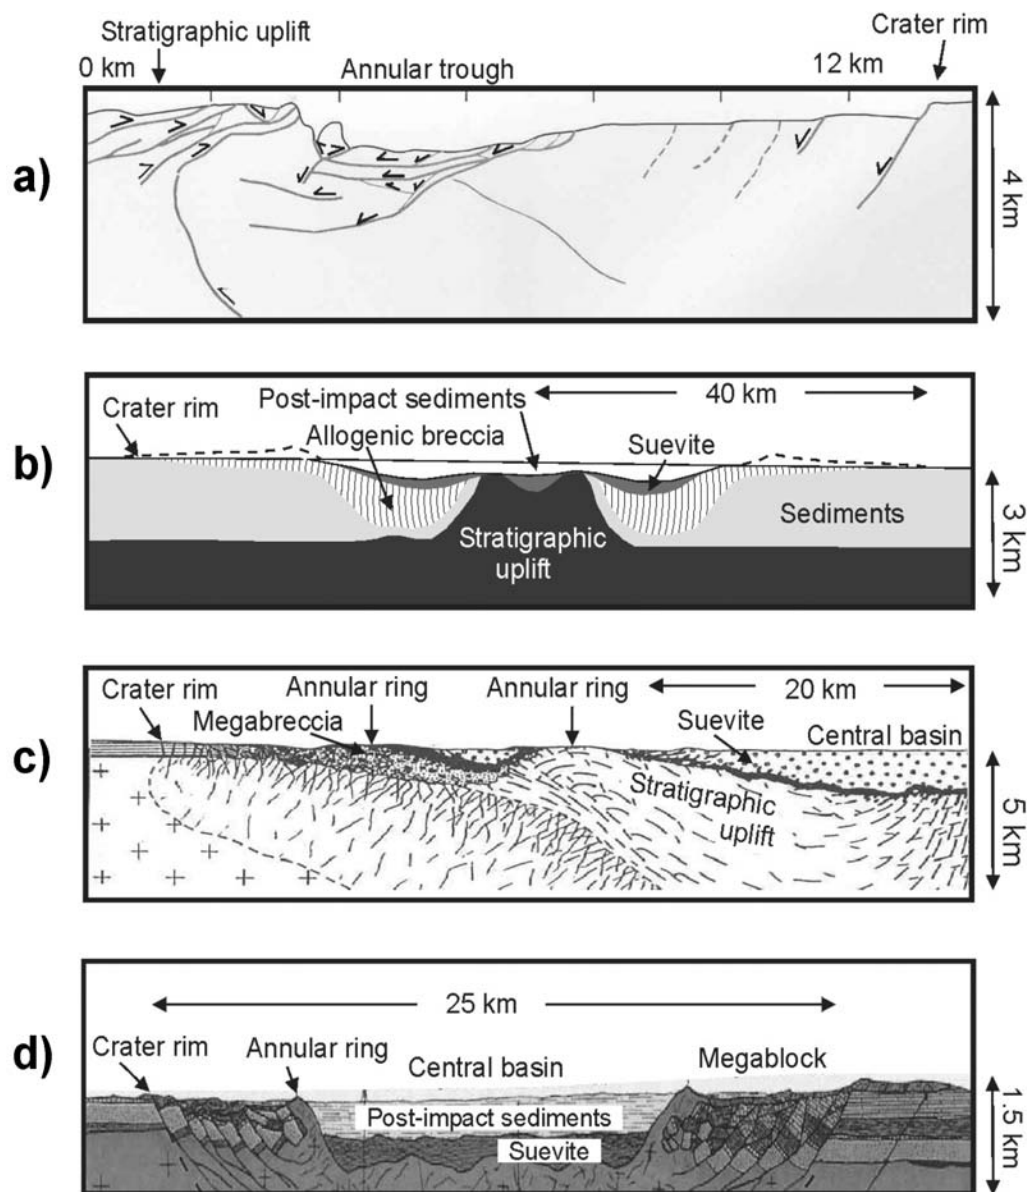 a)
Stratigraphic uplift
Crater rim
0 km
Annular trough
12 km
4 km
b)
Crater rim
Post-impact sediments
40 km
Allogenic breccia
Suevite
Sediments
Stratigraphic
uplift
3 km
c)
Crater rim
Annular ring
Annular ring
20 km
Megabreccia
Suevite
Central basin
Stratigraphic
uplift
5 km
d)
25 km
Crater rim
Annular ring
Central basin
Megablock
Post-impact sediments
Suevite
1.5 km